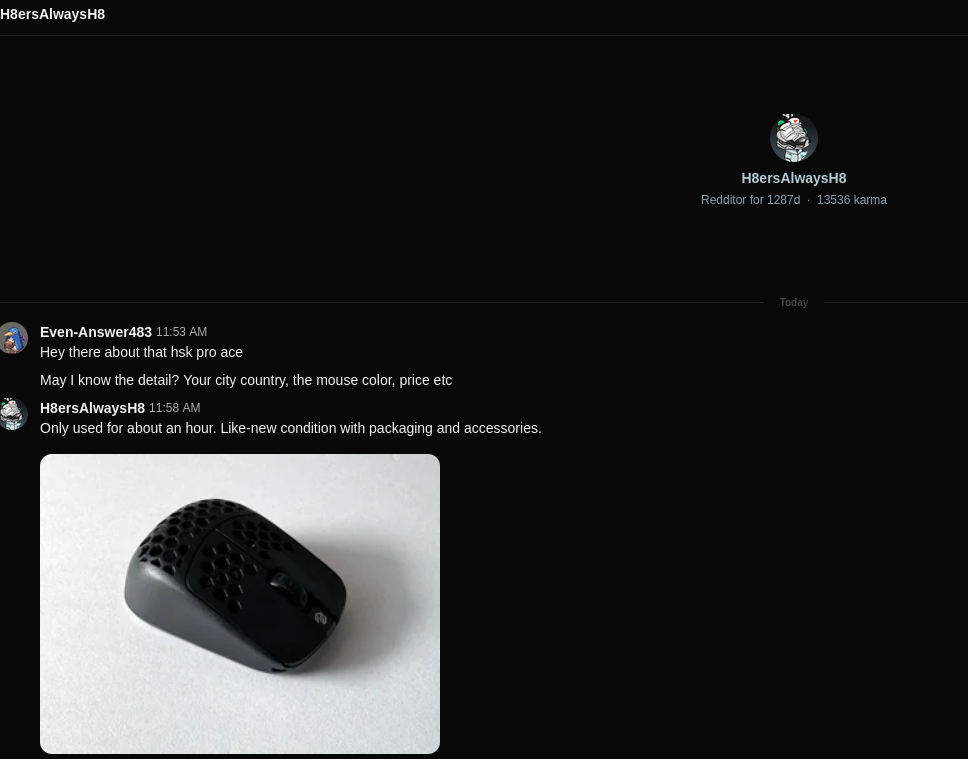 H8ersAlwaysH8
H8ersAlwaysH8
Redditor for 1287d · 13536 karma
Today
Even-Answer483 11:53 AM
Hey there about that hsk pro ace
May I know the detail? Your city country, the mouse color, price etc
H8ersAlwaysH8 11:58 AM
Only used for about an hour. Like-new condition with packaging and accessories.